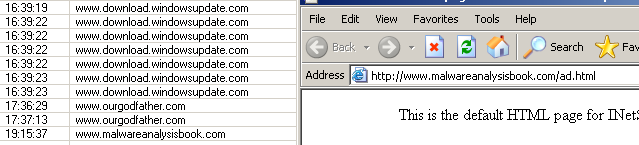 16:39:19 www.download.windowsupdate.com
16:39:22 www.download.windowsupdate.com
16:39:22 www.download.windowsupdate.com
16:39:22 www.download.windowsupdate.com
16:39:22 www.download.windowsupdate.com
16:39:23 www.download.windowsupdate.com
16:39:23 www.download.windowsupdate.com
17:36:29 www.ourgodfather.com
17:37:13 www.ourgodfather.com
19:15:37 www.malwareanalysisbook.com
File Edit View Favorites Tools Help
Back Search Fav
Address http://www.malwareanalysisbook.com/ad.html
This is the default HTML page for INetS